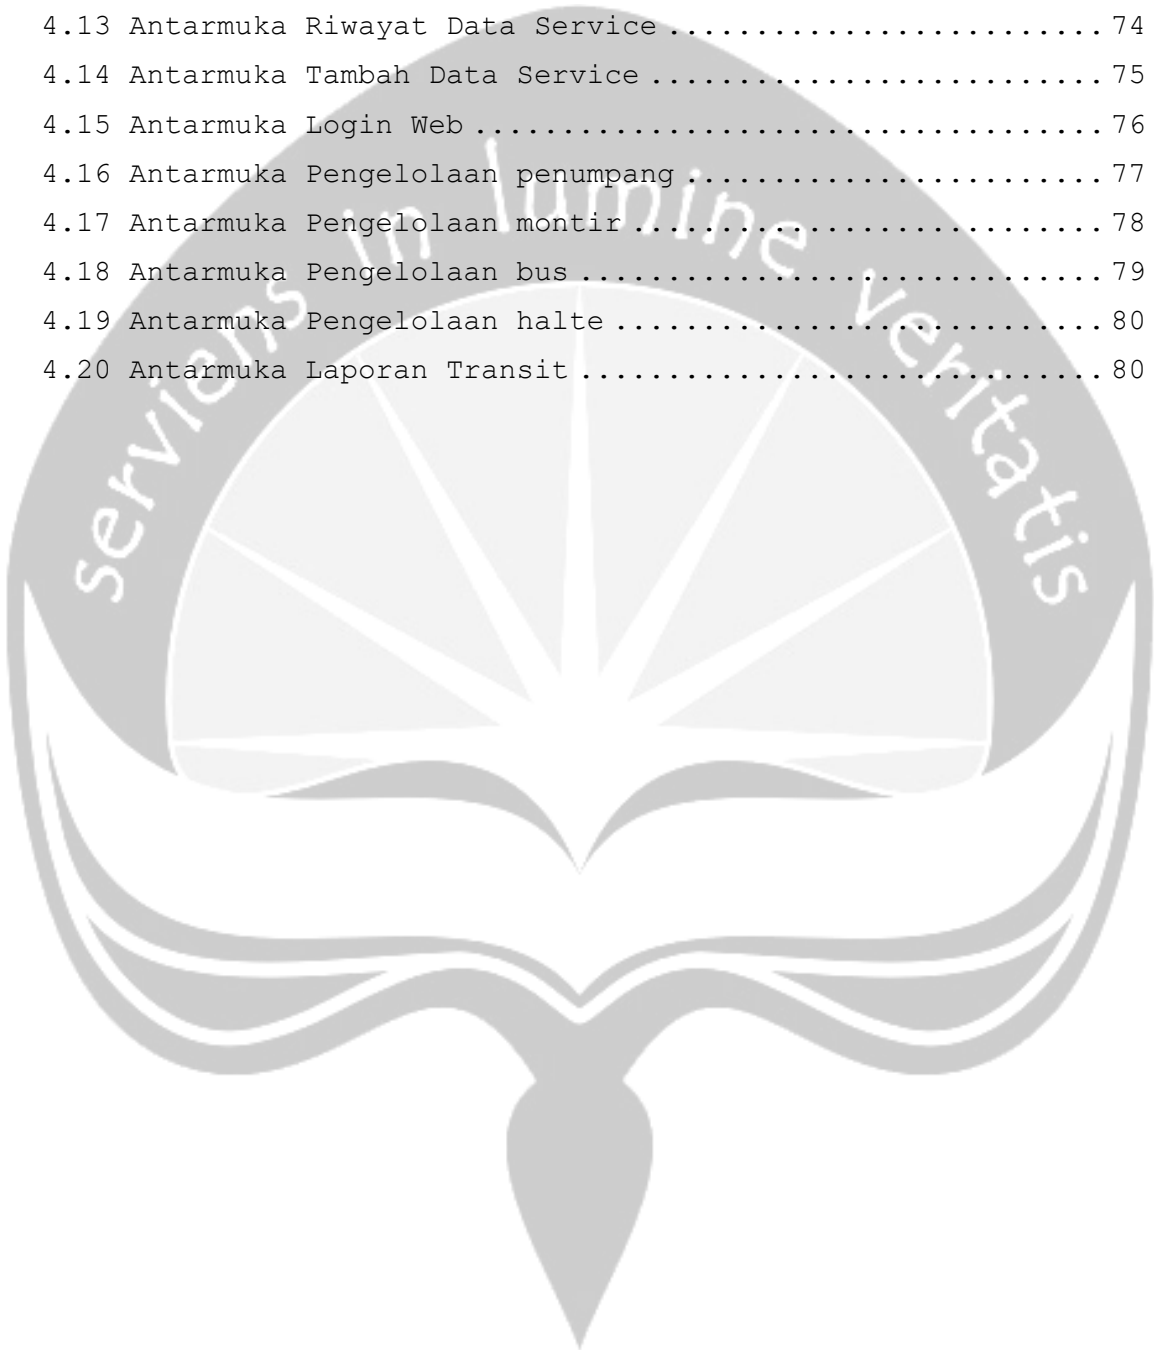 4.13 Antarmuka Riwayat Data Service ......................... 74
4.14 Antarmuka Tambah Data Service .......................... 75
4.15 Antarmuka Login Web .................................... 76
4.16 Antarmuka Pengelolaan penumpang ........................ 77
4.17 Antarmuka Pengelolaan montir ........................... 78
4.18 Antarmuka Pengelolaan bus .............................. 79
4.19 Antarmuka Pengelolaan halte ............................ 80
4.20 Antarmuka Laporan Transit .............................. 80
serviens in lumine veritatis